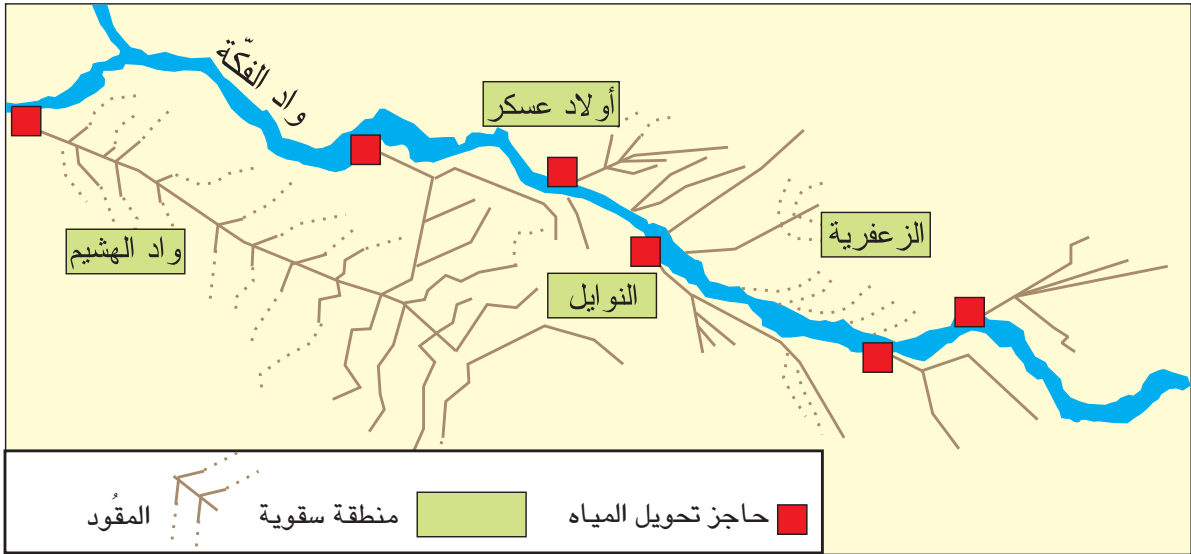 واد الفكّة
أولاد عسكر
الزعفرية
واد الهشيم
النوايل
حاجز تحويل المياه
منطقة سقوية
المقُود